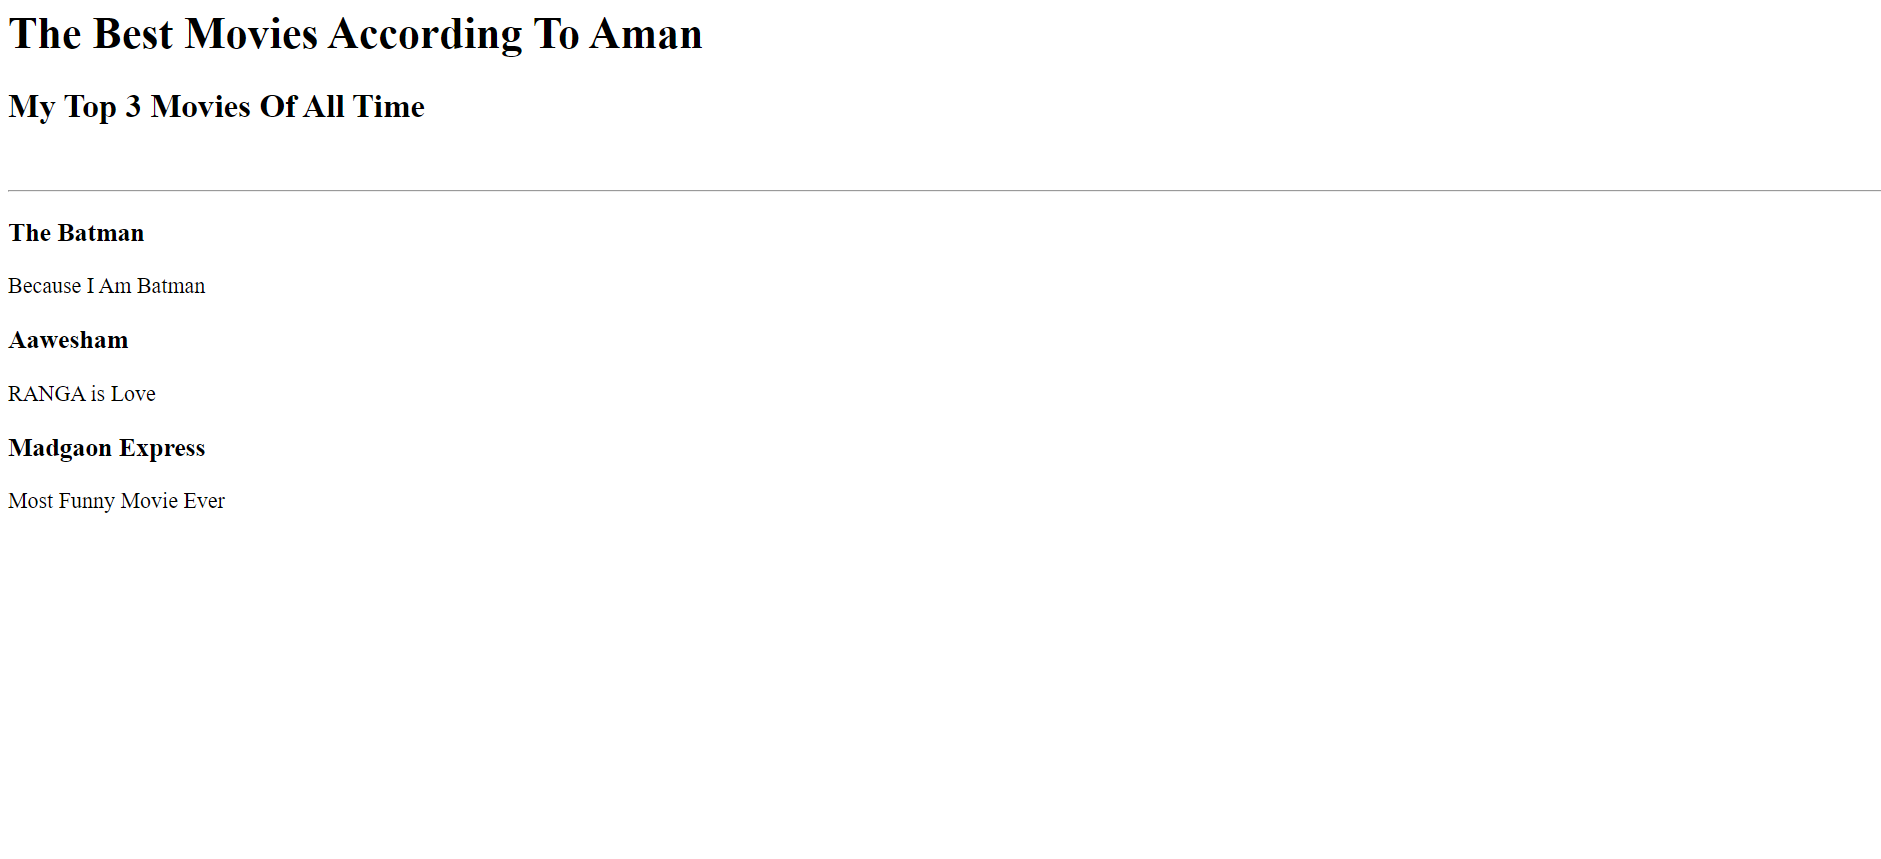 The Best Movies According To Aman
My Top 3 Movies Of All Time
The Batman
Because I Am Batman
Aawesham
RANGA is Love
Madgaon Express
Most Funny Movie Ever